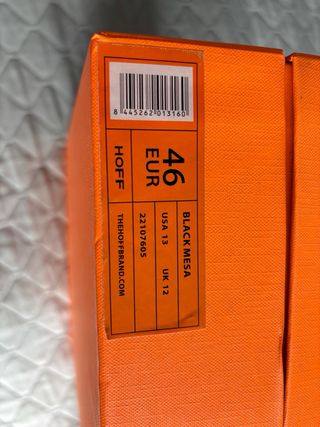 8 445262 013160
46
EUR
HOFF
BLACK MESA
USA 13 UK 12
22107605
THEHOFFBRAND.COM